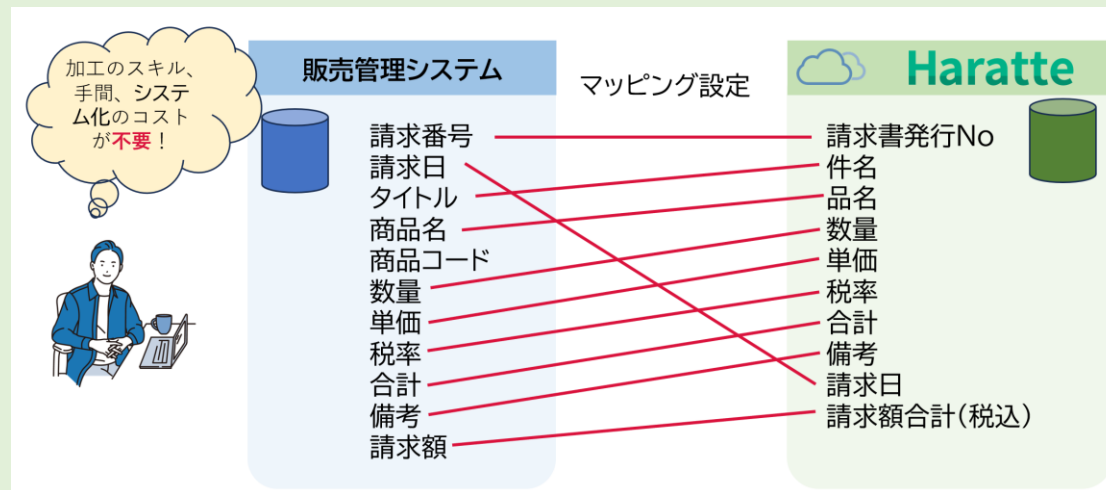 加工のスキル、
手間、システ
ム化のコスト
が不要！
販売管理システム
請求番号
請求日
タイトル
商品名
商品コード
数量
単価
税率
合計
備考
請求額
マッピング設定
Haratte
請求書発行No
件名
品名
数量
単価
税率
合計
備考
請求日
請求額合計(税込)